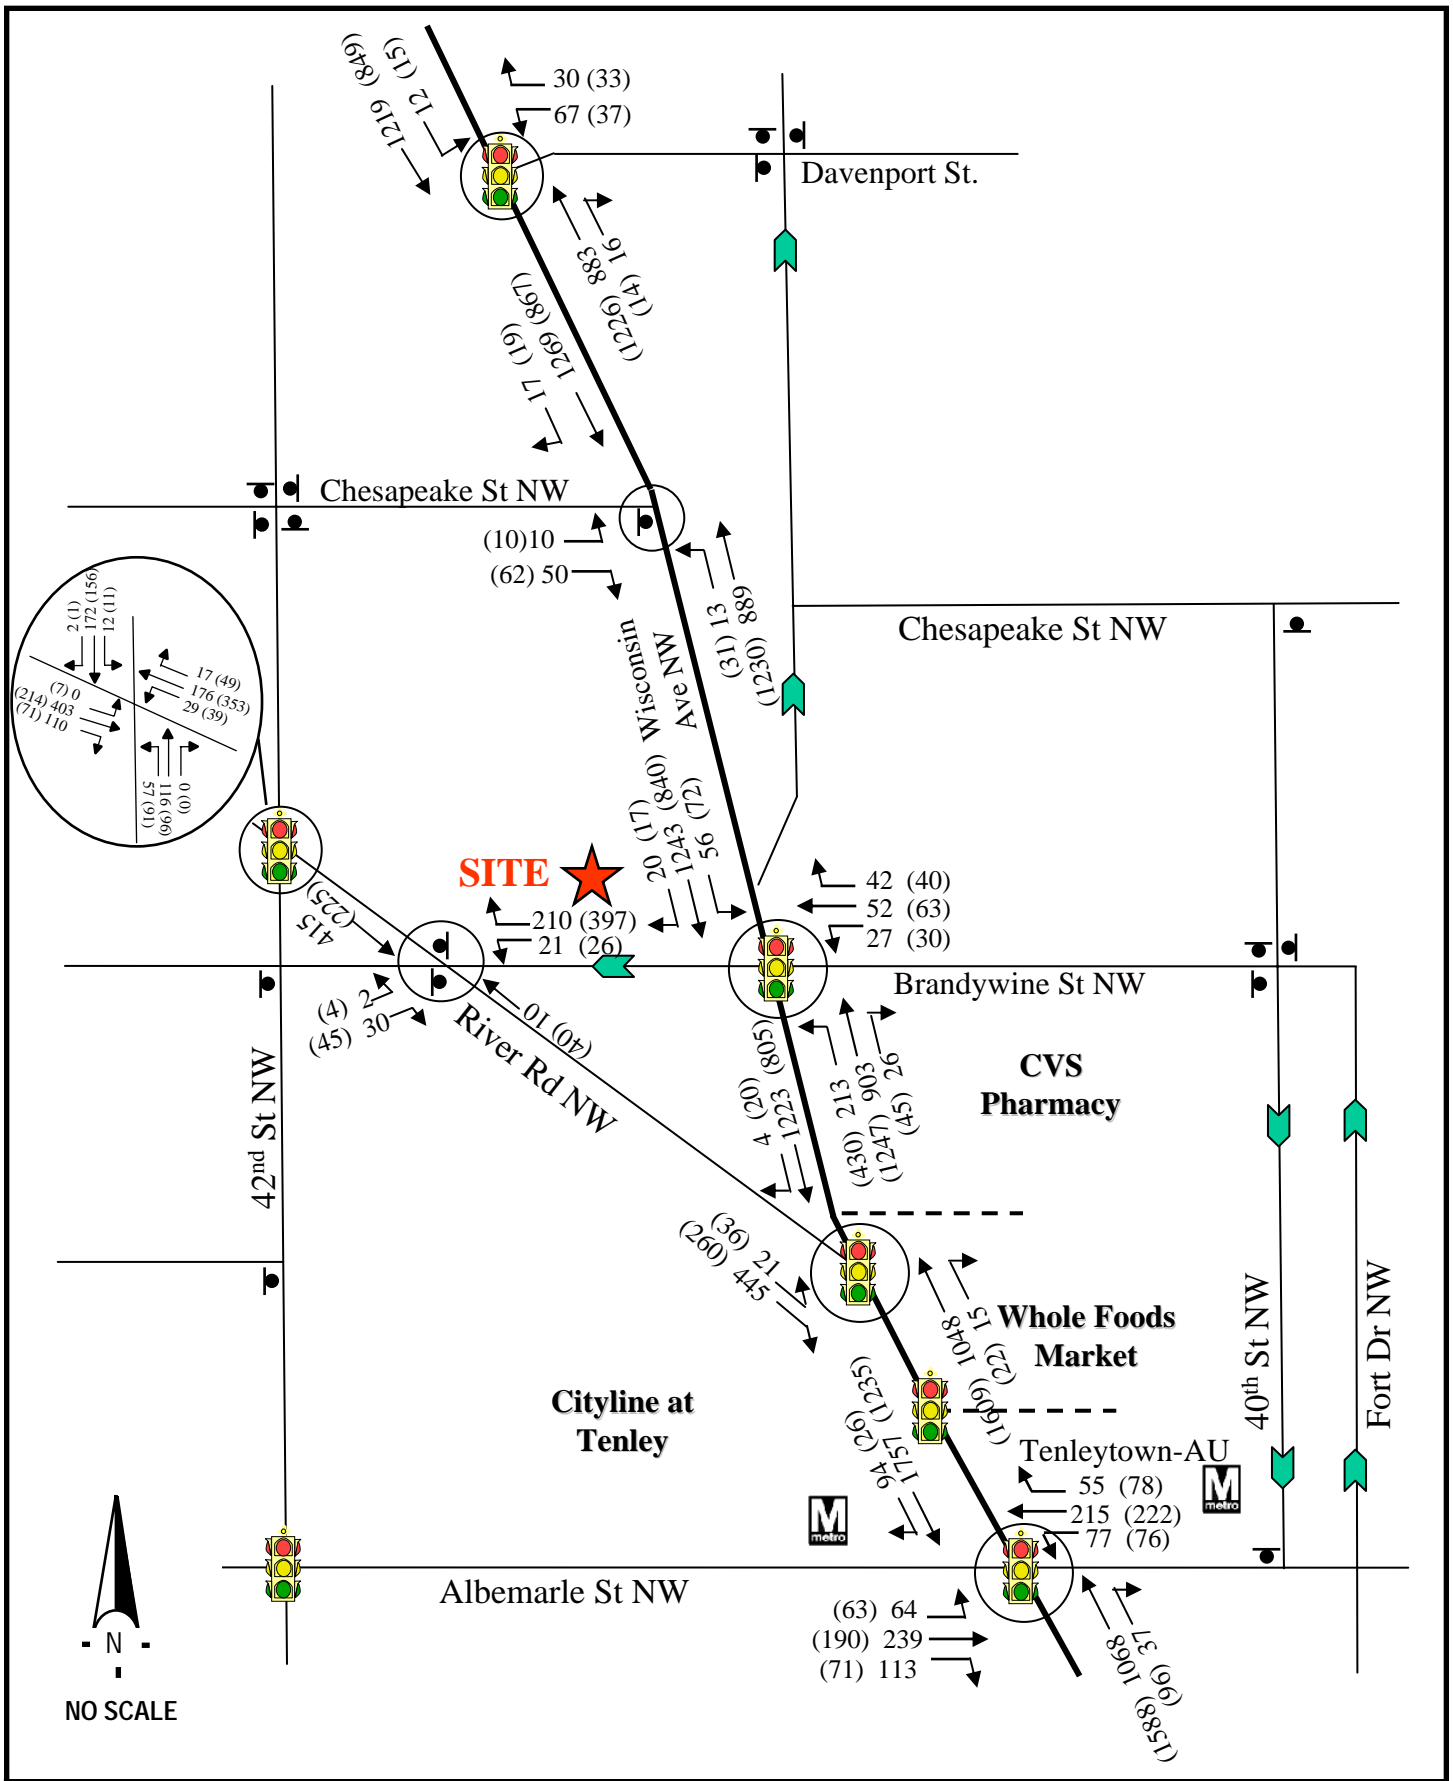 1219 (849)
12 (15)
30 (33)
67 (37)
Davenport St.
(1226) 883
(14) 16
1269 (867)
17 (19)
Chesapeake St NW
(10)10
(62) 50
(31) 13
(1230) 889
Chesapeake St NW
Wisconsin
Ave NW
2 (1)
172 (156)
12 (11)
17 (49)
176 (353)
29 (39)
(7) 0
(214) 403
(71) 110
57 (91)
116 (96)
0 (0)
20 (17)
1243 (840)
56 (72)
SITE
42 (40)
52 (63)
27 (30)
210 (397)
21 (26)
415
(225)
Brandywine St NW
(4) 2
(45) 30
(40) 10
River Rd NW
42nd St NW
4 (20)
1223 (805)
(430) 213
(1247) 903
(45) 26
CVS
Pharmacy
(36) 21
(260) 445
(1609) 1048
(22) 15
Whole Foods
Market
40th St NW
Fort Dr NW
Cityline at
Tenley
94 (26)
1757 (1235)
Tenleytown-AU
M
metro
M
metro
55 (78)
215 (222)
77 (76)
Albemarle St NW
(63) 64
(190) 239
(71) 113
(1588) 1068
(96) 37
N
NO SCALE